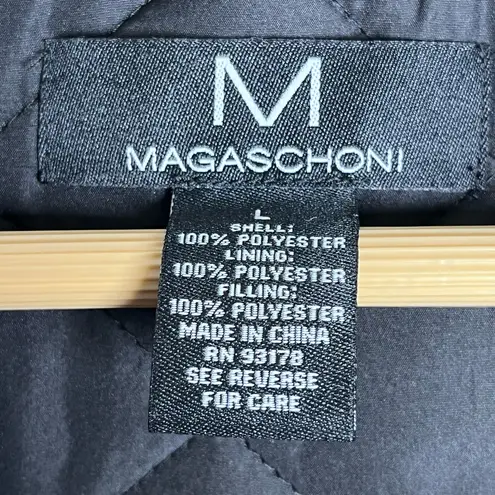 M
MAGASCHONI
L
SHELL:
100% POLYESTER
LINING:
100% POLYESTER
FILLING:
100% POLYESTER
MADE IN CHINA
RN 93178
SEE REVERSE
FOR CARE